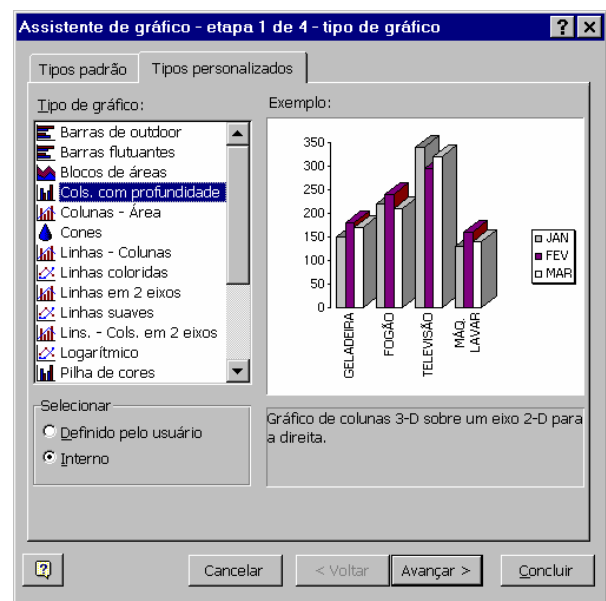 Assistente de gráfico - etapa 1 de 4 - tipo de gráfico
Tipos padrão
Tipos personalizados
Tipo de gráfico:
Barras de outdoor
Barras flutuantes
Blocos de áreas
Cols. com profundidade
Colunas - Área
Cones
Linhas - Colunas
Linhas coloridas
Linhas em 2 eixos
Linhas suaves
Lins. - Cols. em 2 eixos
Logarítmico
Pilha de cores
Selecionar
Definido pelo usuário
Interno
Exemplo:
350
300
250
200
150
100
50
0
GELADEIRA
FOGÃO
TELEVISÃO
MÁQ.
LAVAR
JAN
FEV
MAR
Gráfico de colunas 3-D sobre um eixo 2-D para
a direita.
Cancelar
< Voltar
Avançar >
Concluir